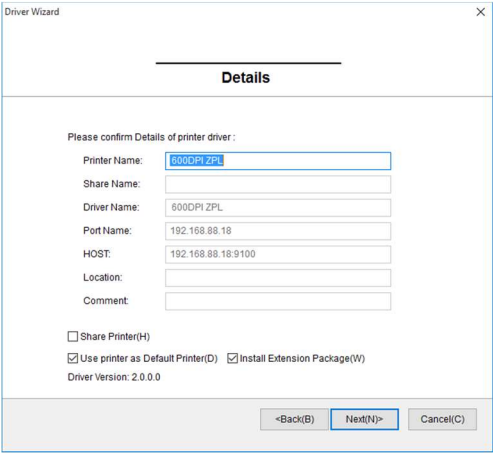 Driver Wizard
Details
Please confirm Details of printer driver :
Printer Name: 600DPI ZPL
Share Name:
Driver Name: 600DPI ZPL
Port Name: 192.168.88.18
HOST: 192.168.88.18:9100
Location:
Comment:
Share Printer(H)
Use printer as Default Printer(D) Install Extension Package(W)
Driver Version: 2.0.0.0
<Back(B) Next(N)> Cancel(C)